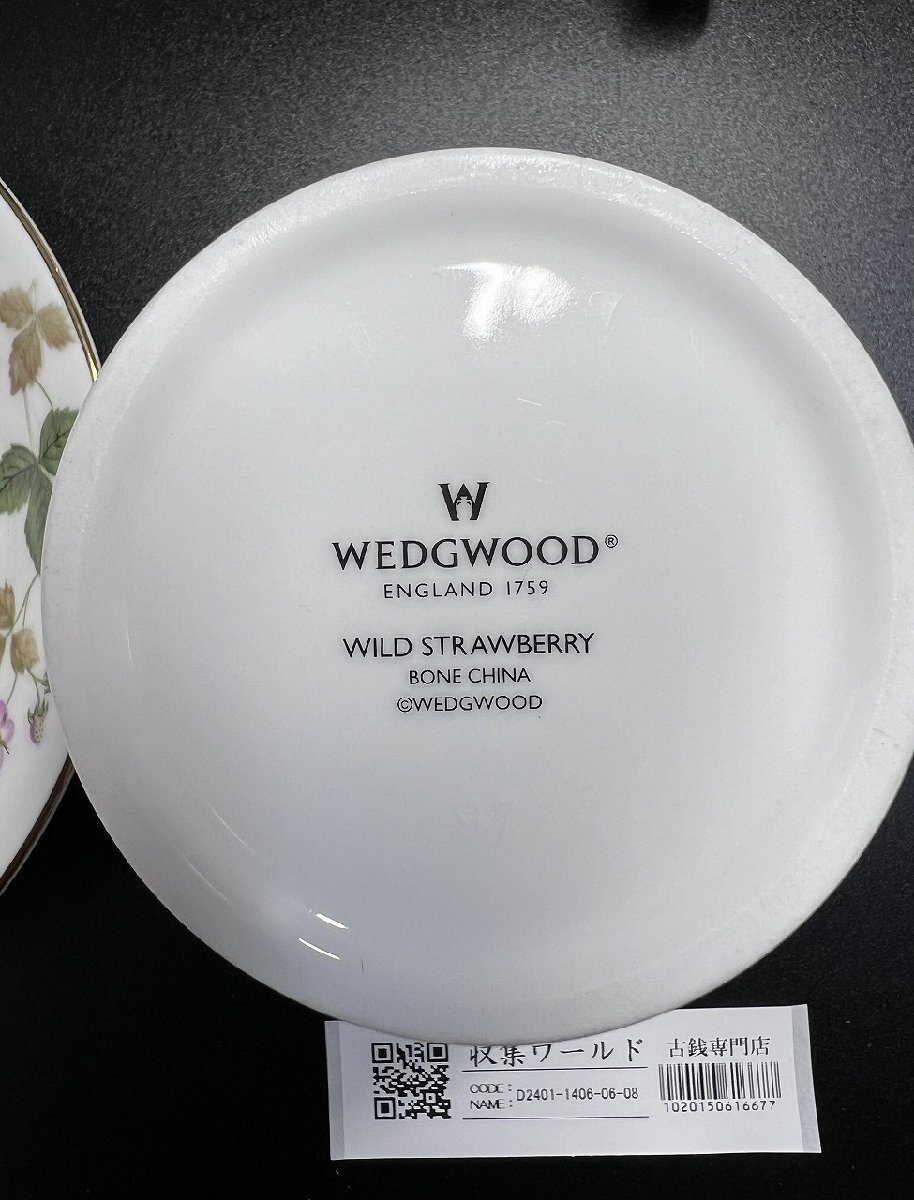 W
WEDGWOOD®
ENGLAND 1759
WILD STRAWBERRY
BONE CHINA
©WEDGWOOD
収集ワールド 古銭専門店
CODE:
NAME: D2401-1406-06-08
1020150616677